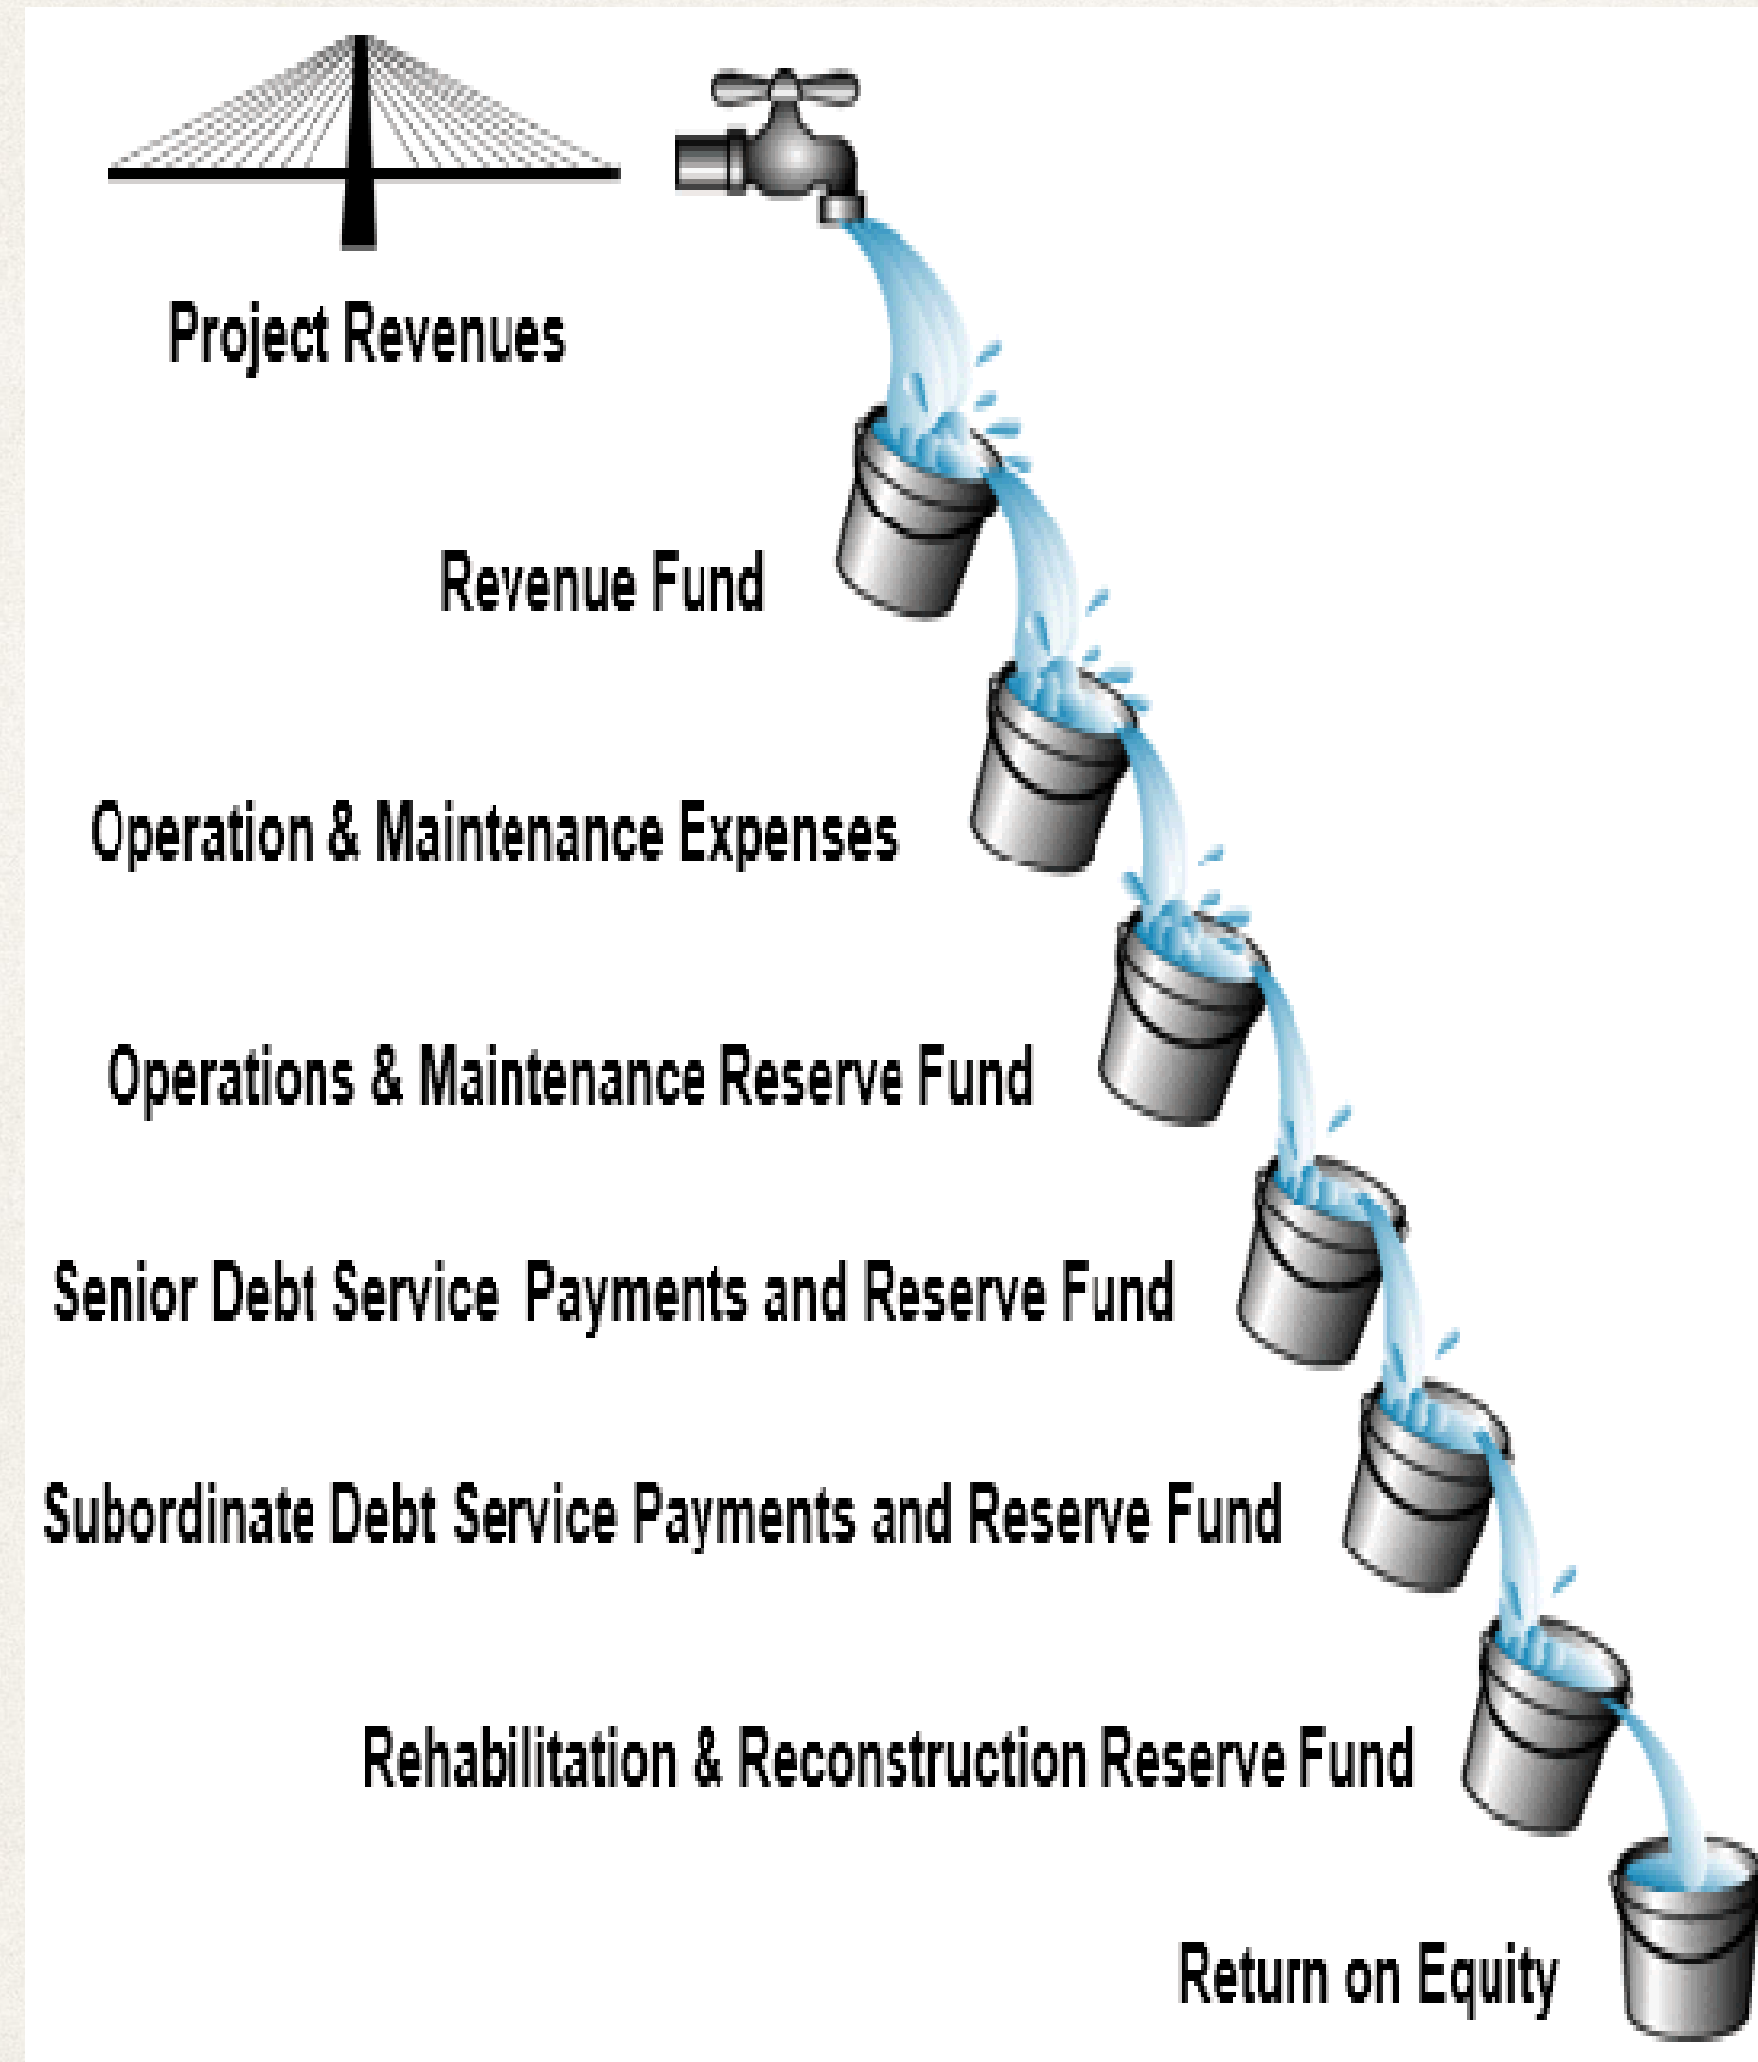 Project Revenues
Revenue Fund
Operation & Maintenance Expenses
Operations & Maintenance Reserve Fund
Senior Debt Service Payments and Reserve Fund
Subordinate Debt Service Payments and Reserve Fund
Rehabilitation & Reconstruction Reserve Fund
Return on Equity